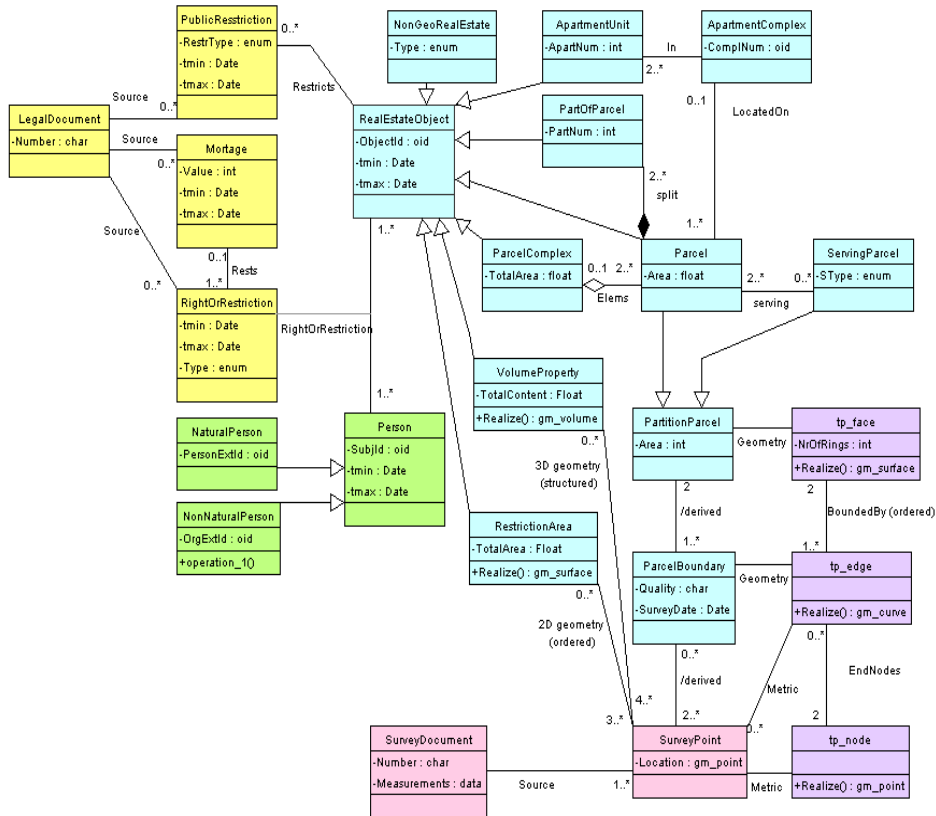 PublicResstriction
-RestrType : enum
-tmin : Date
-tmax : Date
0..*
Restricts
Source
0..*
LegalDocument
-Number : char
Source
0..*
Mortage
-Value : int
-tmin : Date
-tmax : Date
Source
0..*
0..1
Rests
1..*
RightOrRestriction
-tmin : Date
-tmax : Date
-Type : enum
RightOrRestriction
NonGeoRealEstate
-Type : enum
ApartmentUnit
-ApartNum : int
In
2..*
ApartmentComplex
-ComplNum : oid
0..1
LocatedOn
1..*
RealEstateObject
-ObjectId : oid
-tmin : Date
-tmax : Date
1..*
PartOfParcel
-PartNum : int
2..*
split
ParcelComplex
-TotalArea : float
0..1
2..*
Elems
Parcel
-Area : float
2..*
0..*
serving
ServingParcel
-SType : enum
VolumeProperty
-TotalContent : Float
+Realize() : gm_volume
0..*
3D geometry
(structured)
1..*
Person
-SubjId : oid
-tmin : Date
-tmax : Date
NaturalPerson
-PersonExtId : oid
NonNaturalPerson
-OrgExtId : oid
+operation_1()
PartitionParcel
-Area : int
Geometry
tp_face
-NrOfRings : int
+Realize() : gm_surface
2
/derived
1..*
2
BoundedBy (ordered)
1..*
RestrictionArea
-TotalArea : Float
+Realize() : gm_surface
0..*
2D geometry
(ordered)
ParcelBoundary
-Quality : char
-SurveyDate : Date
Geometry
tp_edge
+Realize() : gm_curve
0..*
/derived
2..*
0..*
EndNodes
2
Metric
0..*
4..*
3..*
SurveyDocument
-Number : char
-Measurements : data
Source
1..*
SurveyPoint
-Location : gm_point
Metric
tp_node
+Realize() : gm_point